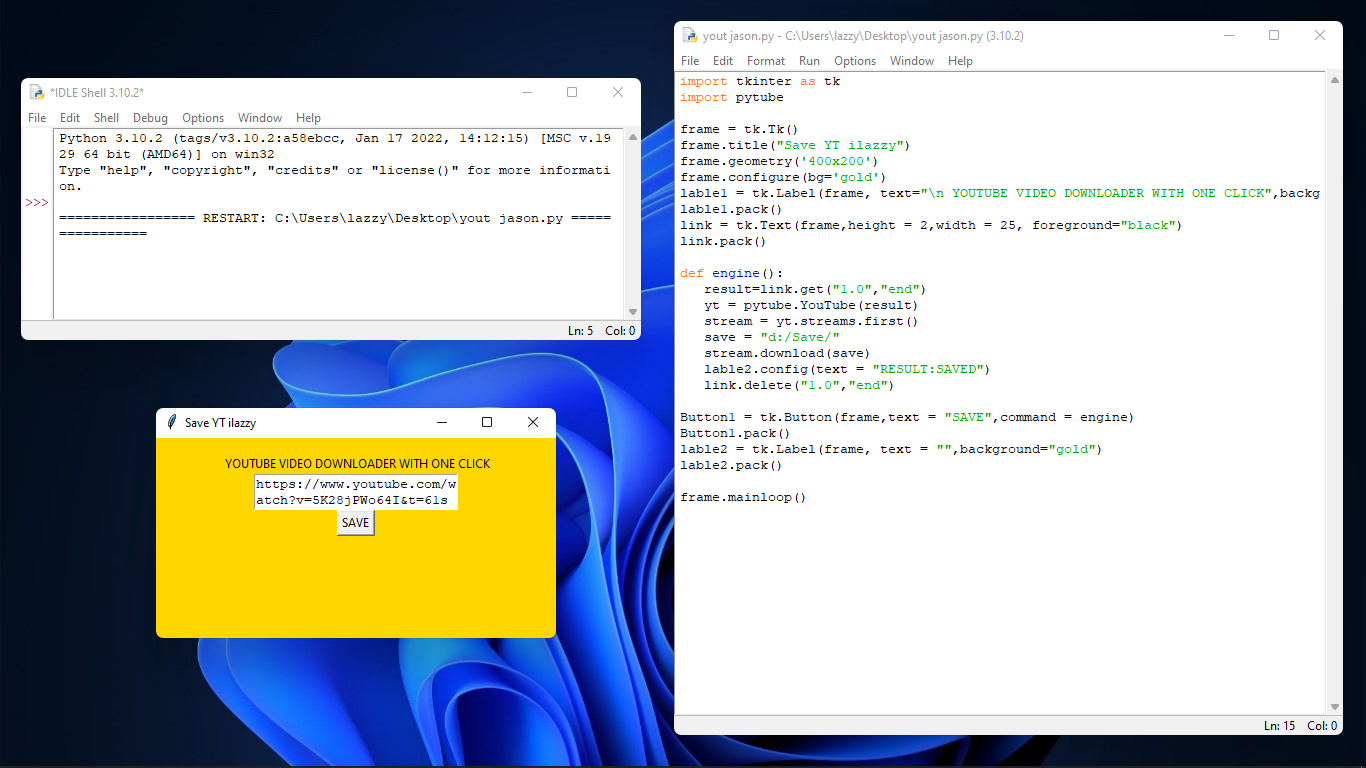 *IDLE Shell 3.10.2*
File Edit Shell Debug Options Window Help
Python 3.10.2 (tags/v3.10.2:a58ebcc, Jan 17 2022, 14:12:15) [MSC v.19
29 64 bit (AMD64)] on win32
Type "help", "copyright", "credits" or "license()" for more informati
on.
>>>
================= RESTART: C:\Users\lazzy\Desktop\yout jason.py =====
===============
Ln: 5 Col: 0
Save YT ilazzy
YOUTUBE VIDEO DOWNLOADER WITH ONE CLICK
https://www.youtube.com/w
atch?v=5K28jPWo64I&t=61s
SAVE
yout jason.py - C:\Users\lazzy\Desktop\yout jason.py (3.10.2)
File Edit Format Run Options Window Help
import tkinter as tk
import pytube

frame = tk.Tk()
frame.title("Save YT ilazzy")
frame.geometry('400x200')
frame.configure(bg='gold')
lable1 = tk.Label(frame, text="\n YOUTUBE VIDEO DOWNLOADER WITH ONE CLICK",backg
lable1.pack()
link = tk.Text(frame,height = 2,width = 25, foreground="black")
link.pack()

def engine():
   result=link.get("1.0","end")
   yt = pytube.YouTube(result)
   stream = yt.streams.first()
   save = "d:/Save/"
   stream.download(save)
   lable2.config(text = "RESULT:SAVED")
   link.delete("1.0","end")

Button1 = tk.Button(frame,text = "SAVE",command = engine)
Button1.pack()
lable2 = tk.Label(frame, text = "",background="gold")
lable2.pack()

frame.mainloop()
Ln: 15 Col: 0